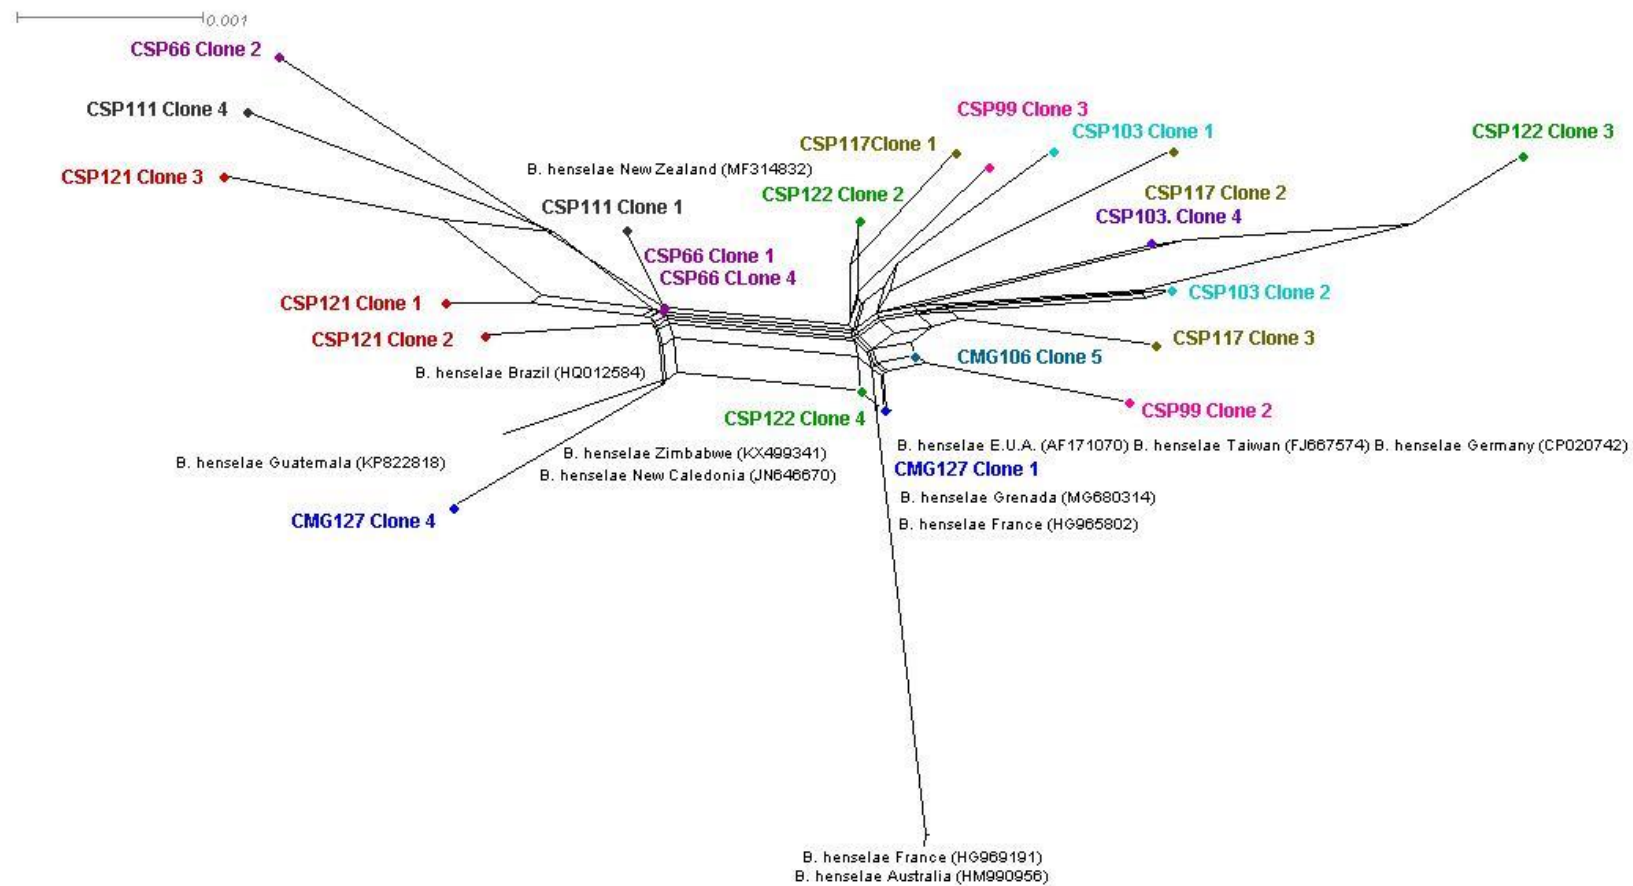 0.001
CSP66 Clone 2
CSP111 Clone 4
CSP99 Clone 3
CSP103 Clone 1
CSP122 Clone 3
CSP117Clone 1
B. henselae New Zealand (MF314832)
CSP121 Clone 3
CSP122 Clone 2
CSP117 Clone 2
CSP111 Clone 1
CSP103. Clone 4
CSP66 Clone 1
CSP66 CLone 4
CSP103 Clone 2
CSP121 Clone 1
CSP121 Clone 2
CSP117 Clone 3
CMG106 Clone 5
B. henselae Brazil (HQ012584)
CSP99 Clone 2
CSP122 Clone 4
B. henselae E.U.A. (AF171070) B. henselae Taiwan (FJ667574) B. henselae Germany (CP020742)
B. henselae Zimbabwe (KX499341)
B. henselae Guatemala (KP822818)
CMG127 Clone 1
B. henselae New Caledonia (JN646670)
B. henselae Grenada (MG680314)
CMG127 Clone 4
B. henselae France (HG965802)
B. henselae France (HG969191)
B. henselae Australia (HM990956)